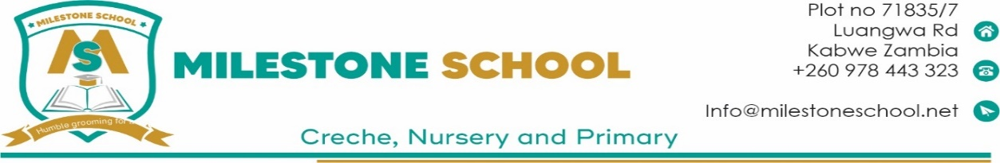 MILESTONE SCHOOL
MS
Humble grooming for
MILESTONE SCHOOL
Creche, Nursery and Primary
Plot no 71835/7
Luangwa Rd
Kabwe Zambia
+260 978 443 323
Info@milestoneschool.net